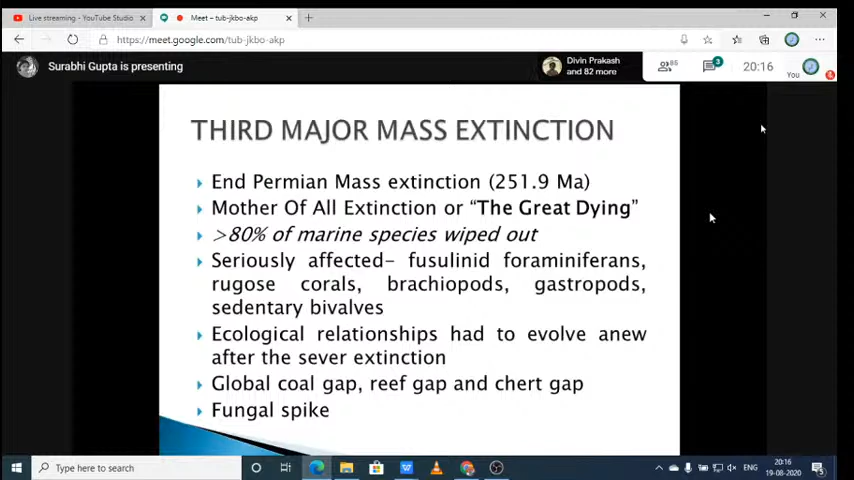 Live streaming - YouTube Studio
Meet – tub-jkbo-akp
https://meet.google.com/tub-jkbo-akp
Surabhi Gupta is presenting
Divin Prakash
and 82 more
85
3
20:16
You
THIRD MAJOR MASS EXTINCTION
End Permian Mass extinction (251.9 Ma)
Mother Of All Extinction or “The Great Dying”
>80% of marine species wiped out
Seriously affected- fusulinid foraminiferans,
rugose corals, brachiopods, gastropods,
sedentary bivalves
Ecological relationships had to evolve anew
after the sever extinction
Global coal gap, reef gap and chert gap
Fungal spike
Type here to search
ENG
20:16
19-08-2020
5